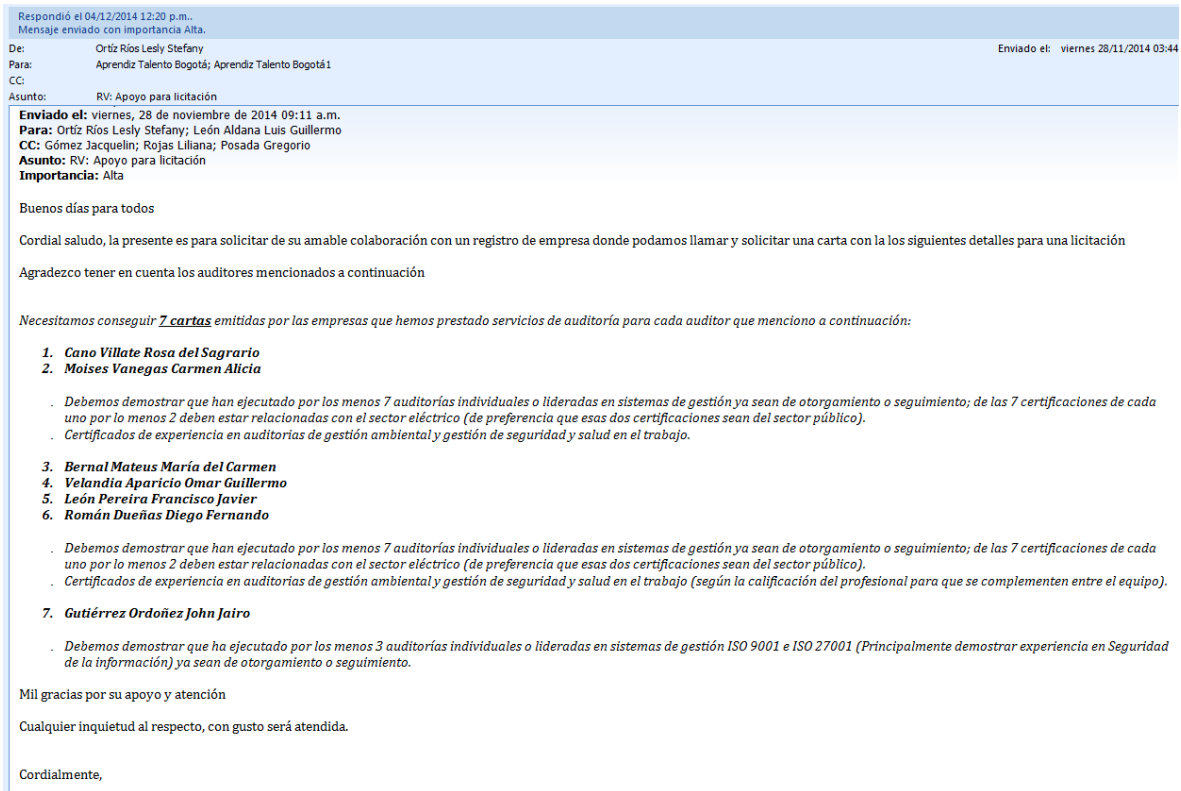 Respondió el 04/12/2014 12:20 p.m..
Mensaje enviado con importancia Alta.
De: Ortíz Ríos Lesly Stefany Enviado el: viernes 28/11/2014 03:44
Para: Aprendiz Talento Bogotá; Aprendiz Talento Bogotá1
CC:
Asunto: RV: Apoyo para licitación
Enviado el: viernes, 28 de noviembre de 2014 09:11 a.m.
Para: Ortíz Ríos Lesly Stefany; León Aldana Luis Guillermo
CC: Gómez Jacquelin; Rojas Liliana; Posada Gregorio
Asunto: RV: Apoyo para licitación
Importancia: Alta
Buenos días para todos
Cordial saludo, la presente es para solicitar de su amable colaboración con un registro de empresa donde podamos llamar y solicitar una carta con la los siguientes detalles para una licitación
Agradezco tener en cuenta los auditores mencionados a continuación
Necesitamos conseguir 7 cartas emitidas por las empresas que hemos prestado servicios de auditoría para cada auditor que menciono a continuación:
1. Cano Villate Rosa del Sagrario
2. Moises Vanegas Carmen Alicia
. Debemos demostrar que han ejecutado por los menos 7 auditorías individuales o lideradas en sistemas de gestión ya sean de otorgamiento o seguimiento; de las 7 certificaciones de cada
uno por lo menos 2 deben estar relacionadas con el sector eléctrico (de preferencia que esas dos certificaciones sean del sector público).
. Certificados de experiencia en auditorias de gestión ambiental y gestión de seguridad y salud en el trabajo.
3. Bernal Mateus María del Carmen
4. Velandia Aparicio Omar Guillermo
5. León Pereira Francisco Javier
6. Román Dueñas Diego Fernando
. Debemos demostrar que han ejecutado por los menos 7 auditorías individuales o lideradas en sistemas de gestión ya sean de otorgamiento o seguimiento; de las 7 certificaciones de cada
uno por lo menos 2 deben estar relacionadas con el sector eléctrico (de preferencia que esas dos certificaciones sean del sector público).
. Certificados de experiencia en auditorias de gestión ambiental y gestión de seguridad y salud en el trabajo (según la calificación del profesional para que se complementen entre el equipo).
7. Gutiérrez Ordoñez John Jairo
. Debemos demostrar que ha ejecutado por los menos 3 auditorías individuales o lideradas en sistemas de gestión ISO 9001 e ISO 27001 (Principalmente demostrar experiencia en Seguridad
de la información) ya sean de otorgamiento o seguimiento.
Mil gracias por su apoyo y atención
Cualquier inquietud al respecto, con gusto será atendida.
Cordialmente,